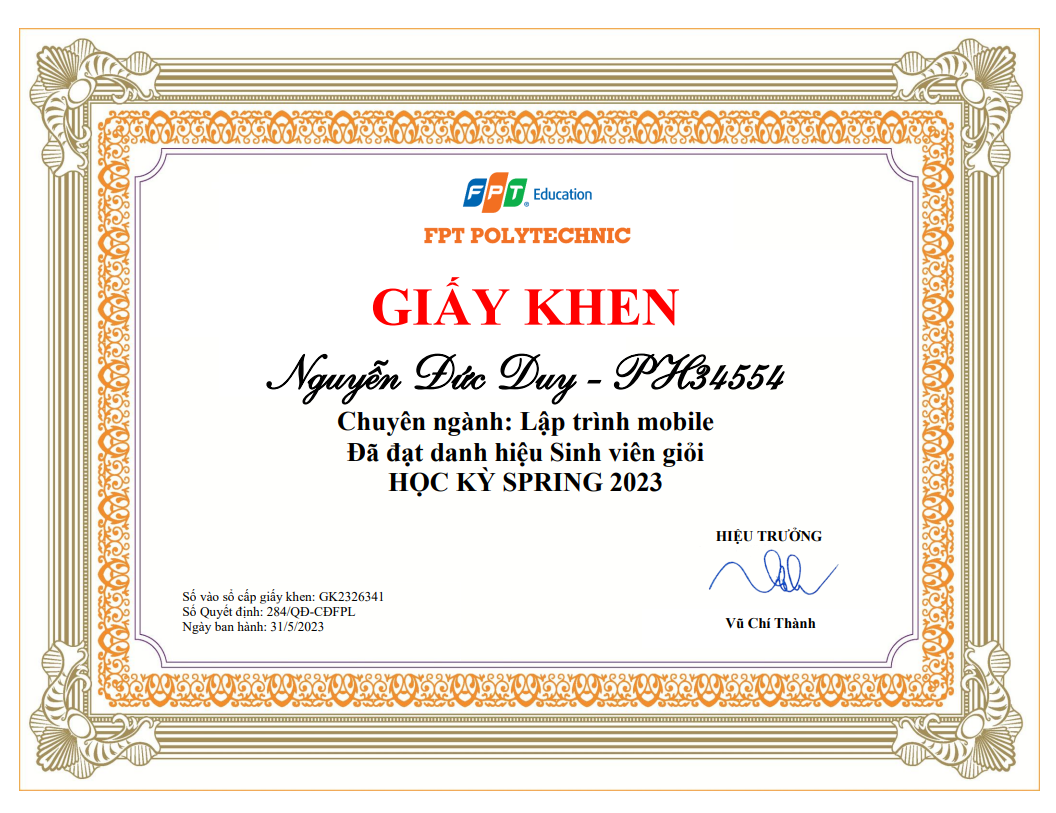 FPT Education
FPT POLYTECHNIC
GIẤY KHEN
Nguyễn Đức Duy - PH34554
Chuyên ngành: Lập trình mobile
Đã đạt danh hiệu Sinh viên giỏi
HỌC KỲ SPRING 2023
HIỆU TRƯỞNG
Số vào sổ cấp giấy khen: GK2326341
Số Quyết định: 284/QĐ-CĐFPL
Ngày ban hành: 31/5/2023
Vũ Chí Thành